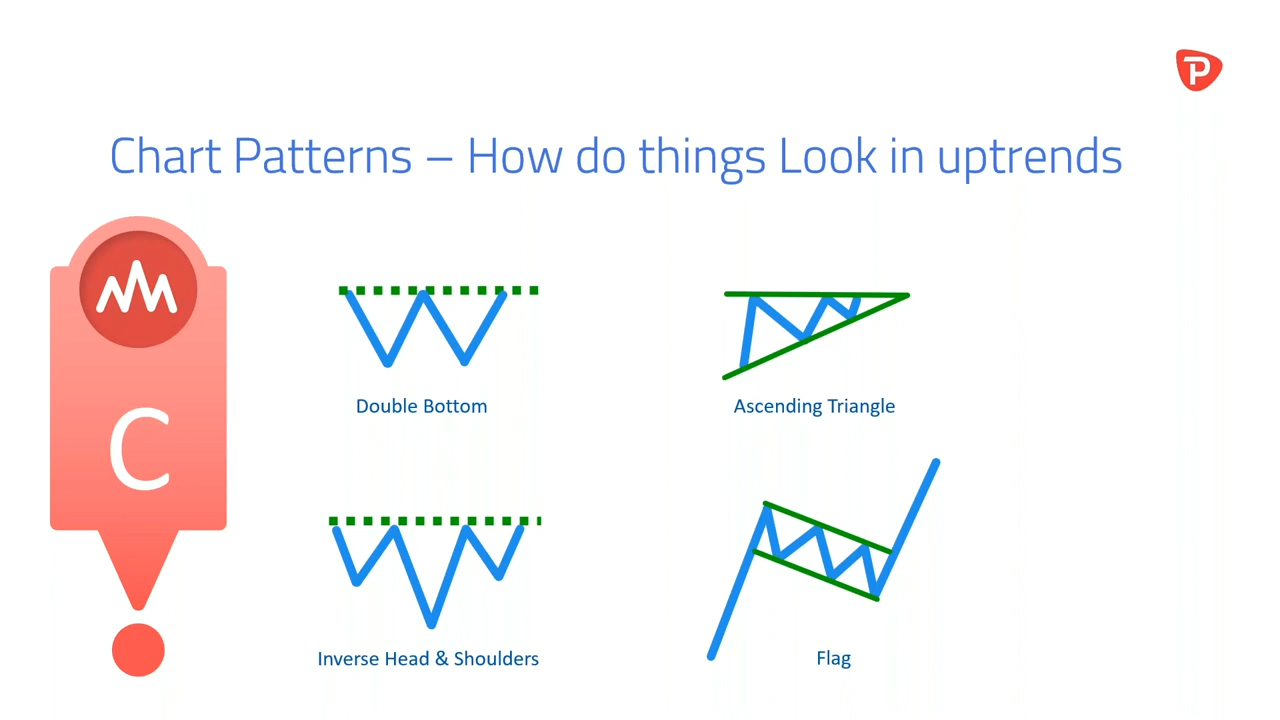 P
Chart Patterns – How do things Look in uptrends
C
Double Bottom
Ascending Triangle
Inverse Head & Shoulders
Flag